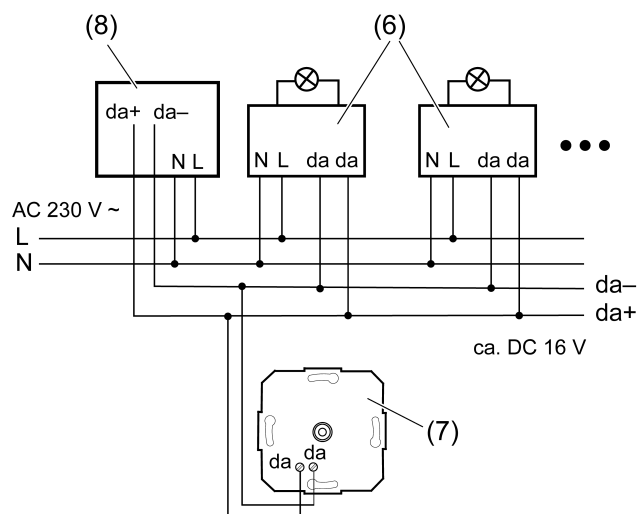 (8) (6)
da+ da–
N L
N L da da
N L da da
AC 230 V ~
L
N
da–
da+
ca. DC 16 V
(7)
da da